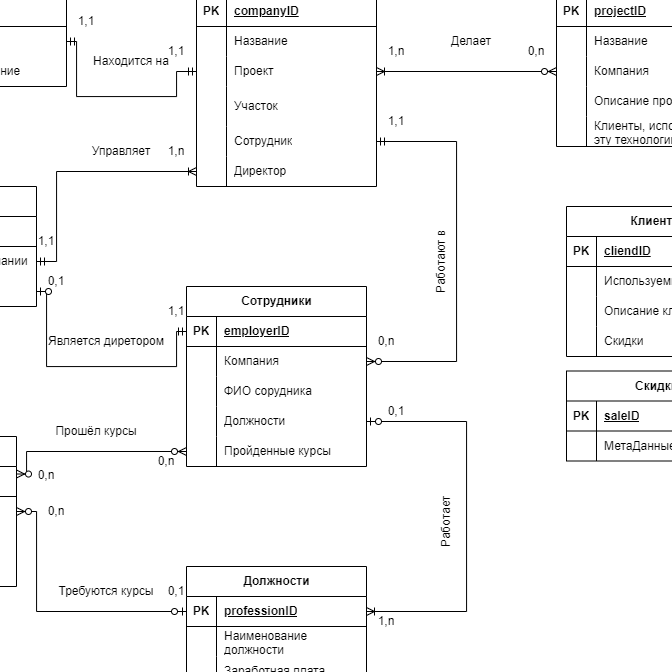 PK companyID
Название
Проект
Участок
Сотрудник
Директор
1,1
Находится на
1,1
ние
Управляет
1,n
1,1
ании
0,1
Является диретором
1,1
1,n
Делает
0,n
PK projectID
Название
Компания
Описание про
Клиенты, испо
эту технологи
1,1
Работают в
0,n
Клиент
PK cliendID
Используем
Описание кл
Скидки
Скидк
PK saleID
МетаДанные
Сотрудники
PK employerID
Компания
ФИО сорудника
Должности
Пройденные курсы
0,1
Работает
1,n
Прошёл курсы
0,n
0,n
0,n
Требуются курсы
0,1
Должности
PK professionID
Наименование
должности
Заработная плата